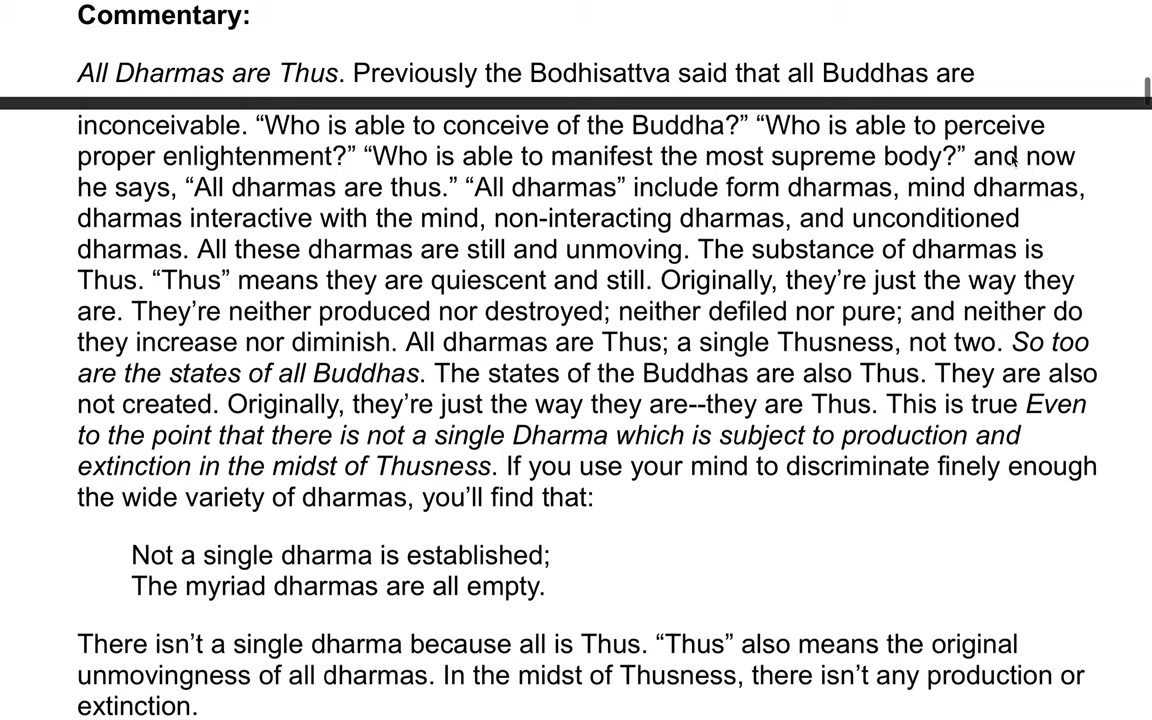 Commentary:
All Dharmas are Thus. Previously the Bodhisattva said that all Buddhas are
inconceivable. “Who is able to conceive of the Buddha?” “Who is able to perceive
proper enlightenment?” “Who is able to manifest the most supreme body?” and now
he says, “All dharmas are thus.” “All dharmas” include form dharmas, mind dharmas,
dharmas interactive with the mind, non-interacting dharmas, and unconditioned
dharmas. All these dharmas are still and unmoving. The substance of dharmas is
Thus. “Thus” means they are quiescent and still. Originally, they’re just the way they
are. They’re neither produced nor destroyed; neither defiled nor pure; and neither do
they increase nor diminish. All dharmas are Thus; a single Thusness, not two. So too
are the states of all Buddhas. The states of the Buddhas are also Thus. They are also
not created. Originally, they’re just the way they are--they are Thus. This is true Even
to the point that there is not a single Dharma which is subject to production and
extinction in the midst of Thusness. If you use your mind to discriminate finely enough
the wide variety of dharmas, you’ll find that:
Not a single dharma is established;
The myriad dharmas are all empty.
There isn’t a single dharma because all is Thus. “Thus” also means the original
unmovingness of all dharmas. In the midst of Thusness, there isn’t any production or
extinction.